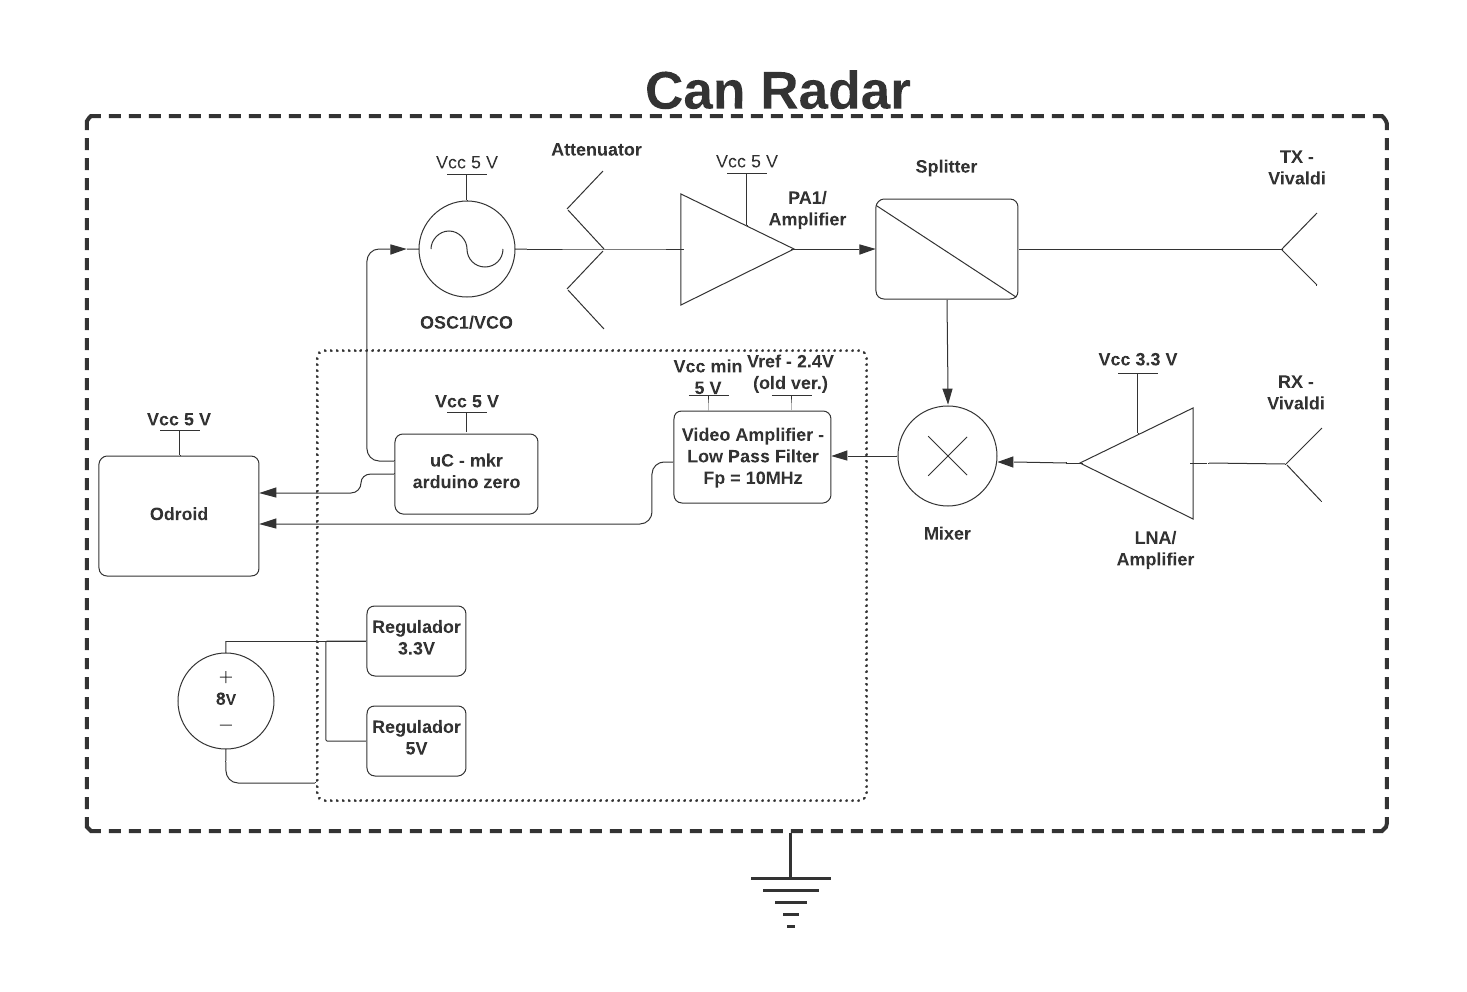 Can Radar
Vcc 5 V
Attenuator
Vcc 5 V
PA1/
Amplifier
Splitter
TX -
Vivaldi
OSC1/VCO
Vcc min
5 V
Vref - 2.4V
(old ver.)
Vcc 3.3 V
RX -
Vivaldi
Vcc 5 V
Vcc 5 V
Odroid
uC - mkr
arduino zero
Video Amplifier -
Low Pass Filter
Fp = 10MHz
Mixer
LNA/
Amplifier
Regulador
3.3V
+
8V
–
Regulador
5V